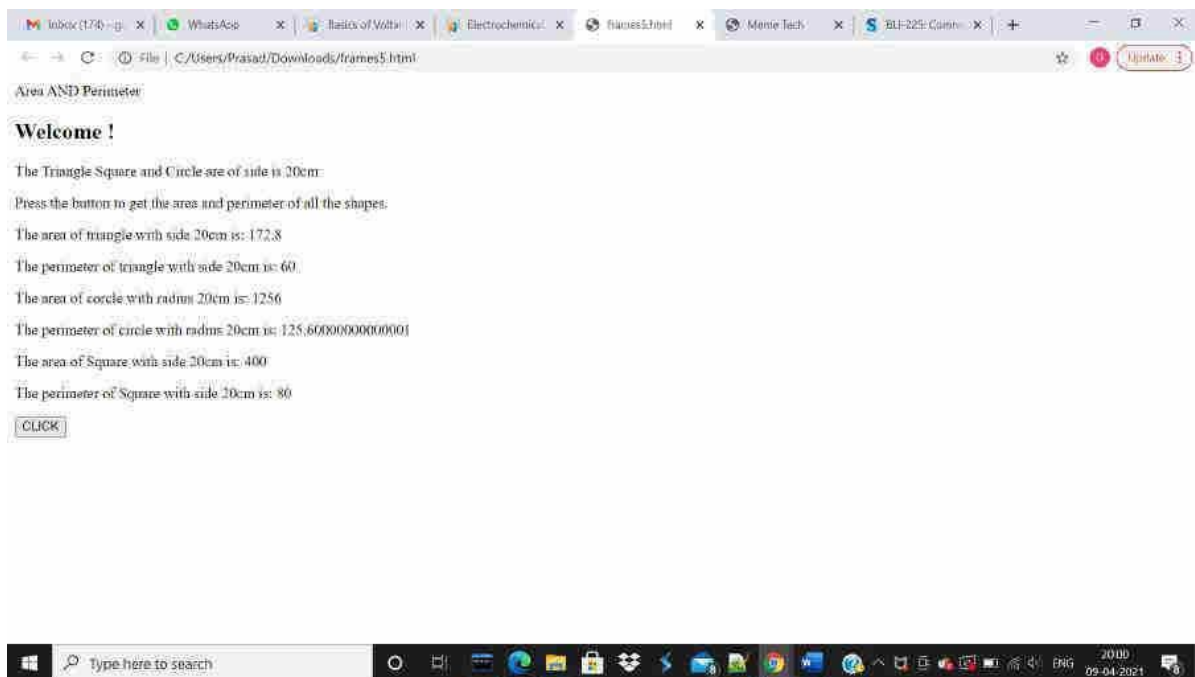 Inbox (174) - g
WhatsApp
Basics of Volta
Electrochemical
frames5.html
Meme Tech
BLI-225: Comm
File | C:/Users/Prasad/Downloads/frames5.html
Update
Area AND Perimeter
Welcome !
The Triangle Square and Circle are of side is 20cm
Press the button to get the area and perimeter of all the shapes.
The area of triangle with side 20cm is: 172.8
The perimeter of triangle with side 20cm is: 60
The area of corcle with radius 20cm is: 1256
The perimeter of circle with radius 20cm is: 125.60000000000001
The area of Square with side 20cm is: 400
The perimeter of Square with side 20cm is: 80
CLICK
Type here to search
ENG
20:00
09-04-2021